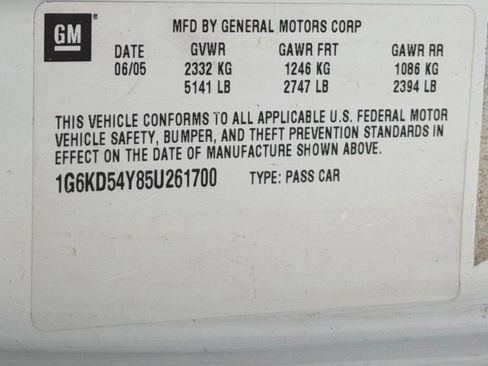 GM
MFD BY GENERAL MOTORS CORP
DATE GVWR GAWR FRT GAWR RR
06/05 2332 KG 1246 KG 1086 KG
5141 LB 2747 LB 2394 LB
THIS VEHICLE CONFORMS TO ALL APPLICABLE U.S. FEDERAL MOTOR
VEHICLE SAFETY, BUMPER, AND THEFT PREVENTION STANDARDS IN
EFFECT ON THE DATE OF MANUFACTURE SHOWN ABOVE.
1G6KD54Y85U261700 TYPE: PASS CAR